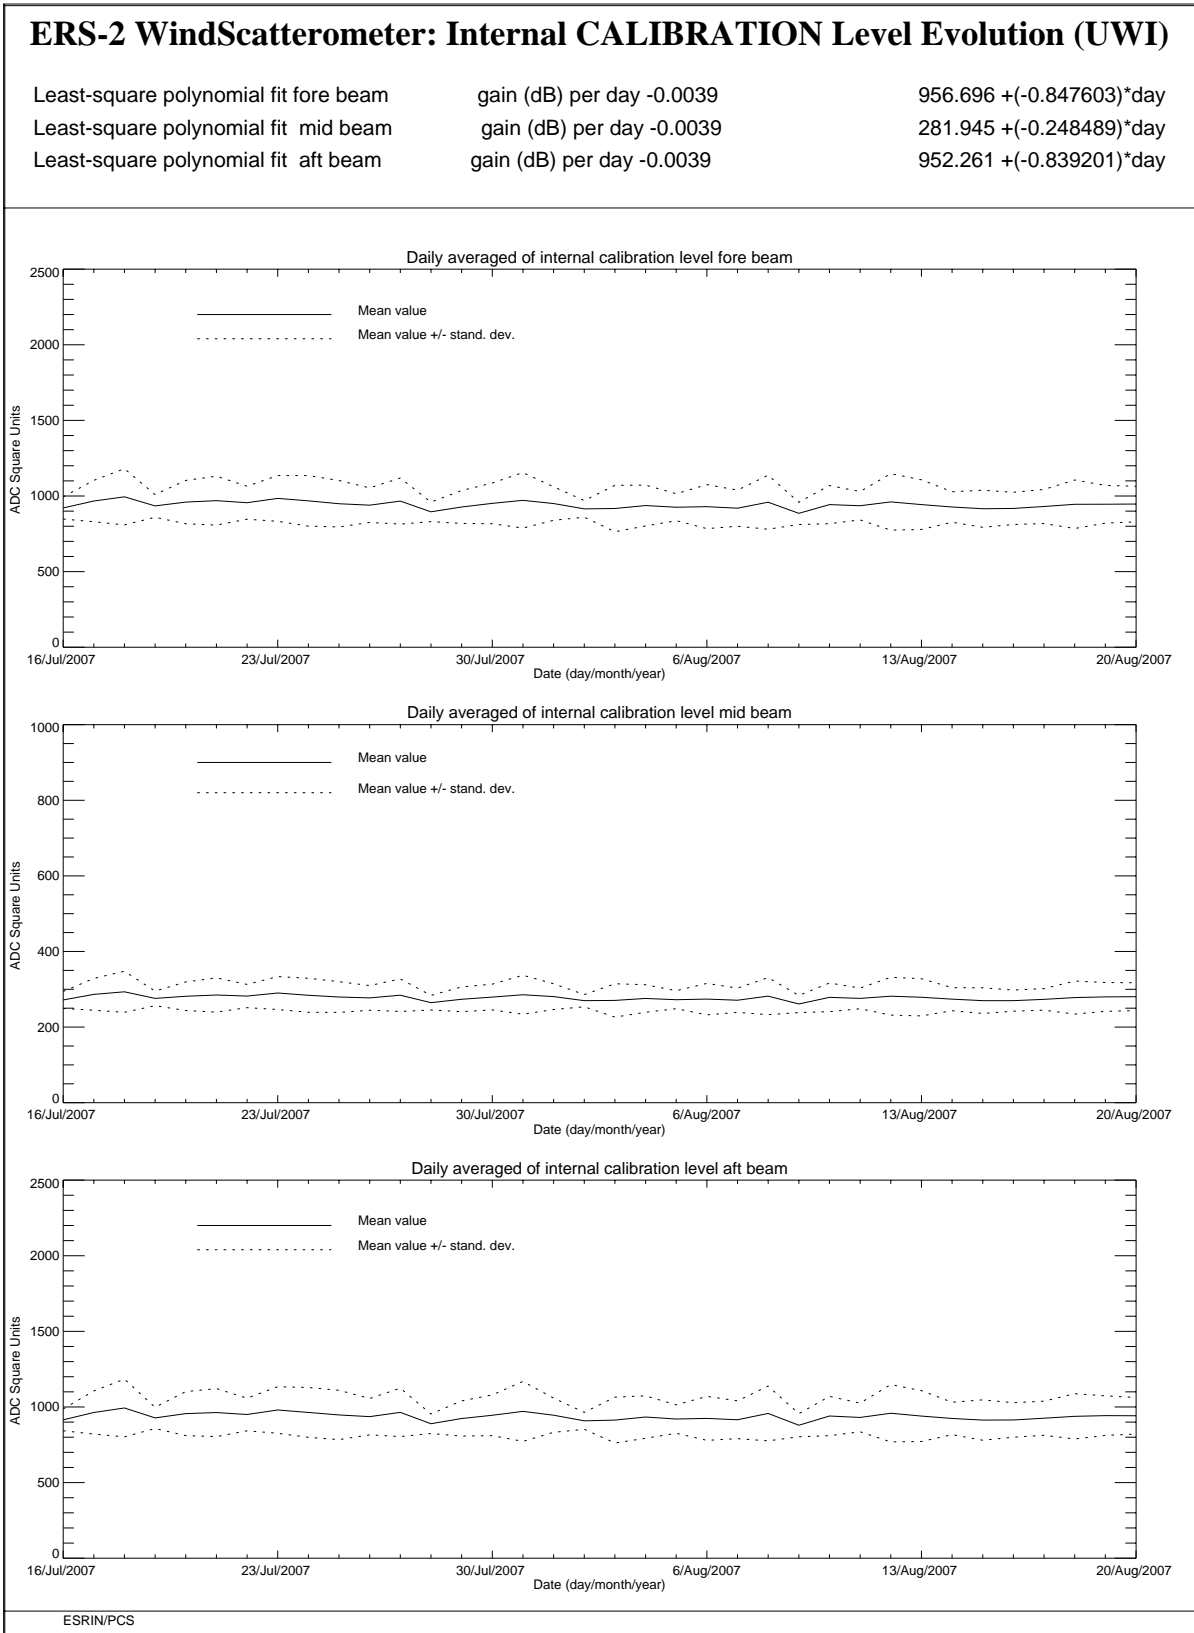 ERS-2 WindScatterometer: Internal CALIBRATION Level Evolution (UWI)
Least-square polynomial fit fore beam gain (dB) per day -0.0039 956.696 +(-0.847603)*day
Least-square polynomial fit mid beam gain (dB) per day -0.0039 281.945 +(-0.248489)*day
Least-square polynomial fit aft beam gain (dB) per day -0.0039 952.261 +(-0.839201)*day
Daily averaged of internal calibration level fore beam
2500
Mean value
Mean value +/- stand. dev.
2000
1500
ADC Square Units
1000
500
0
16/Jul/2007 23/Jul/2007 30/Jul/2007 6/Aug/2007 13/Aug/2007 20/Aug/2007
Date (day/month/year)
Daily averaged of internal calibration level mid beam
1000
Mean value
Mean value +/- stand. dev.
800
600
ADC Square Units
400
200
0
16/Jul/2007 23/Jul/2007 30/Jul/2007 6/Aug/2007 13/Aug/2007 20/Aug/2007
Date (day/month/year)
Daily averaged of internal calibration level aft beam
2500
Mean value
Mean value +/- stand. dev.
2000
1500
ADC Square Units
1000
500
0
16/Jul/2007 23/Jul/2007 30/Jul/2007 6/Aug/2007 13/Aug/2007 20/Aug/2007
Date (day/month/year)
ESRIN/PCS